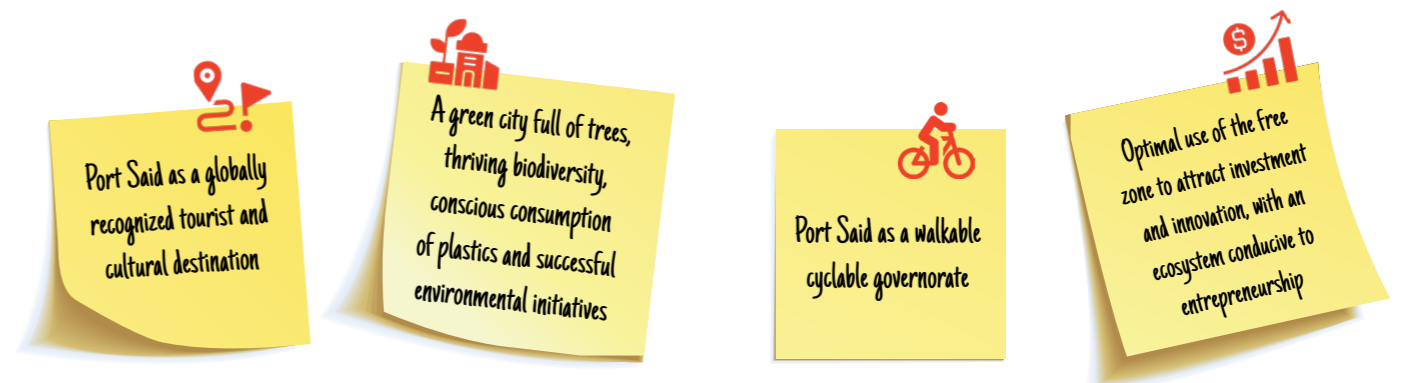 Port Said as a globally
recognized tourist and
cultural destination
A green city full of trees,
thriving biodiversity,
conscious consumption
of plastics and successful
environmental initiatives
Port Said as a walkable
cyclable governorate
Optimal use of the free
zone to attract investment
and innovation, with an
ecosystem conducive to
entrepreneurship